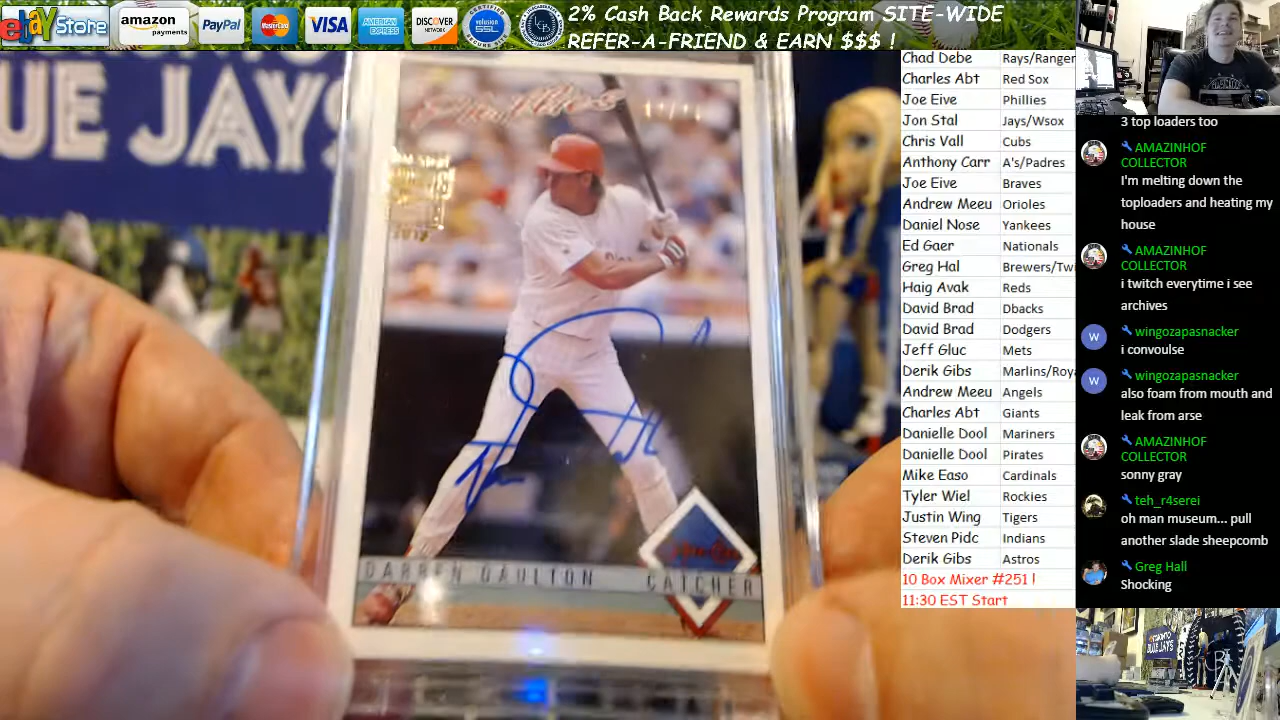 ebay Store
amazon payments
PayPal
MasterCard
VISA
AMERICAN EXPRESS
DISCOVER NETWORK
volusion SSL
2% Cash Back Rewards Program SITE-WIDE
REFER-A-FRIEND & EARN $$$ !
UE JAYS
Phillies
DARREN DAULTON CATCHER
Chad Debe Rays/Ranger
Charles Abt Red Sox
Joe Eive Phillies
Jon Stal Jays/Wsox
Chris Vall Cubs
Anthony Carr A's/Padres
Joe Eive Braves
Andrew Meeu Orioles
Daniel Nose Yankees
Ed Gaer Nationals
Greg Hal Brewers/Tw
Haig Avak Reds
David Brad Dbacks
David Brad Dodgers
Jeff Gluc Mets
Derik Gibs Marlins/Roy
Andrew Meeu Angels
Charles Abt Giants
Danielle Dool Mariners
Danielle Dool Pirates
Mike Easo Cardinals
Tyler Wiel Rockies
Justin Wing Tigers
Steven Pidc Indians
Derik Gibs Astros
10 Box Mixer #251 !
11:30 EST Start
3 top loaders too
AMAZINHOF
COLLECTOR
I'm melting down the
toploaders and heating my
house
AMAZINHOF
COLLECTOR
i twitch everytime i see
archives
W wingozapasnacker
i convoulse
W wingozapasnacker
also foam from mouth and
leak from arse
AMAZINHOF
COLLECTOR
sonny gray
teh_r4serei
oh man museum... pull
another slade sheepcomb
Greg Hall
Shocking
TORONTO
BLUE JAYS